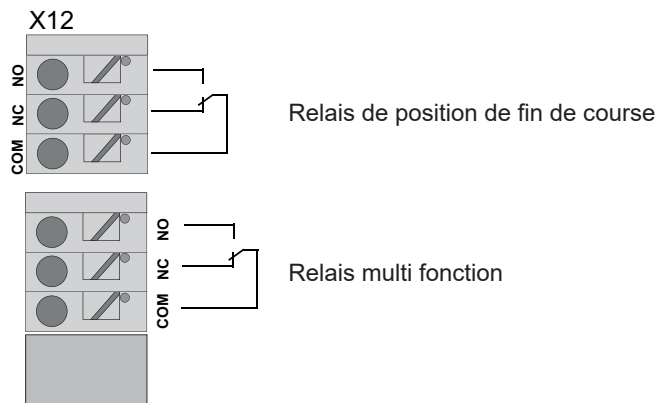 X12
NO
NC
COM
Relais de position de fin de course
NO
NC
COM
Relais multi fonction